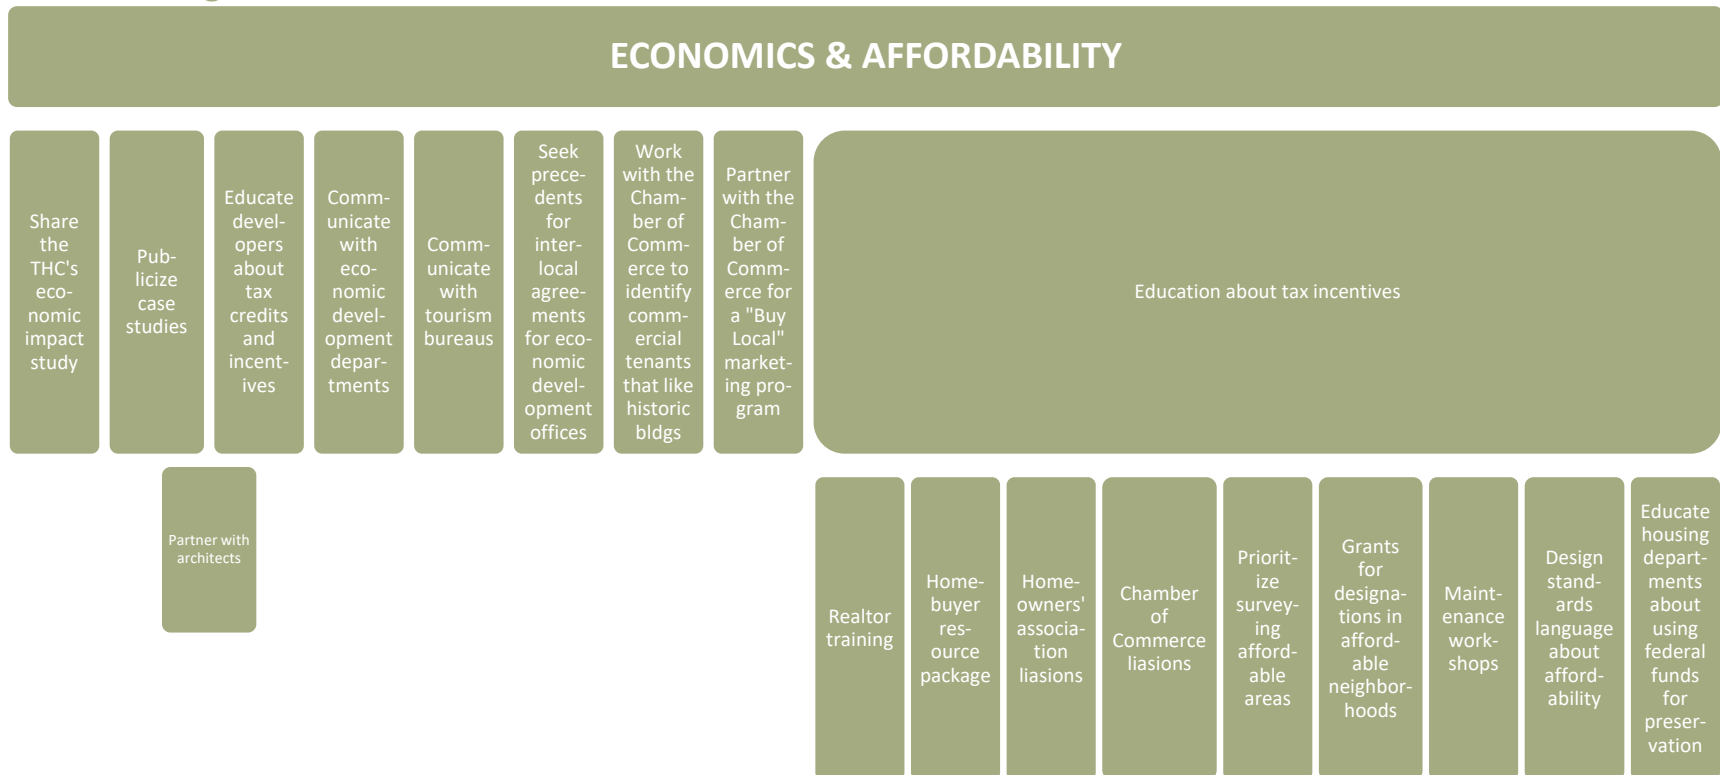 ECONOMICS & AFFORDABILITY
Share
the
THC's
eco-
nomic
impact
study
Pub-
licize
case
studies
Educate
devel-
opers
about
tax
credits
and
incent-
ives
Comm-
unicate
with
eco-
nomic
devel-
opment
depar-
tments
Comm-
unicate
with
tourism
bureaus
Seek
prece-
dents
for
inter-
local
agree-
ments
for eco-
nomic
devel-
opment
offices
Work
with the
Cham-
ber of
Comm-
erce to
identify
comm-
ercial
tenants
that like
historic
bldgs
Partner
with the
Cham-
ber of
Comm-
erce for
a "Buy
Local"
market-
ing pro-
gram
Education about tax incentives
Partner with
architects
Realtor
training
Home-
buyer
res-
ource
package
Home-
owners'
associa-
tion
liasions
Chamber
of
Commerce
liasions
Priorit-
ize
survey-
ing
afford-
able
areas
Grants
for
designa-
tions in
afford-
able
neighbor-
hoods
Maint-
enance
work-
shops
Design
stand-
ards
language
about
afford-
ability
Educate
housing
depart-
ments
about
using
federal
funds
for
preser-
vation